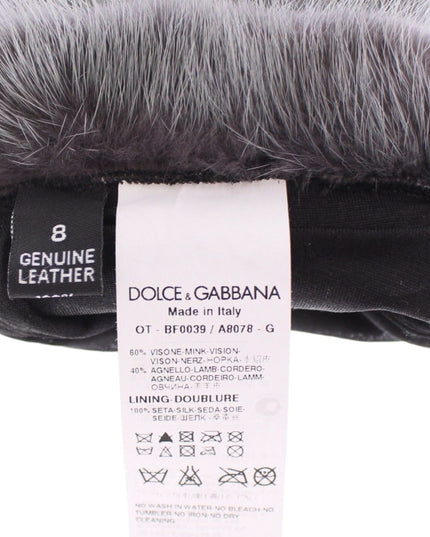 8
GENUINE
LEATHER
100%
DOLCE & GABBANA
Made in Italy
OT - BF0039 / A8078 - G
60% VISONE-MINK-VISION-
VISON-NERZ-НОРКА-
40% AGNELLO-LAMB-CORDERO-
AGNEAU-CORDEIRO-LAMM-
ОВЧИНА-
LINING-DOUBLURE
100% SETA-SILK-SEDA-SOIE-
SEIDE-ШЕЛК-
NO WASH IN WATER-NO BLEACH-NO
TUMBLER-NO IRON-NO DRY
CLEANING